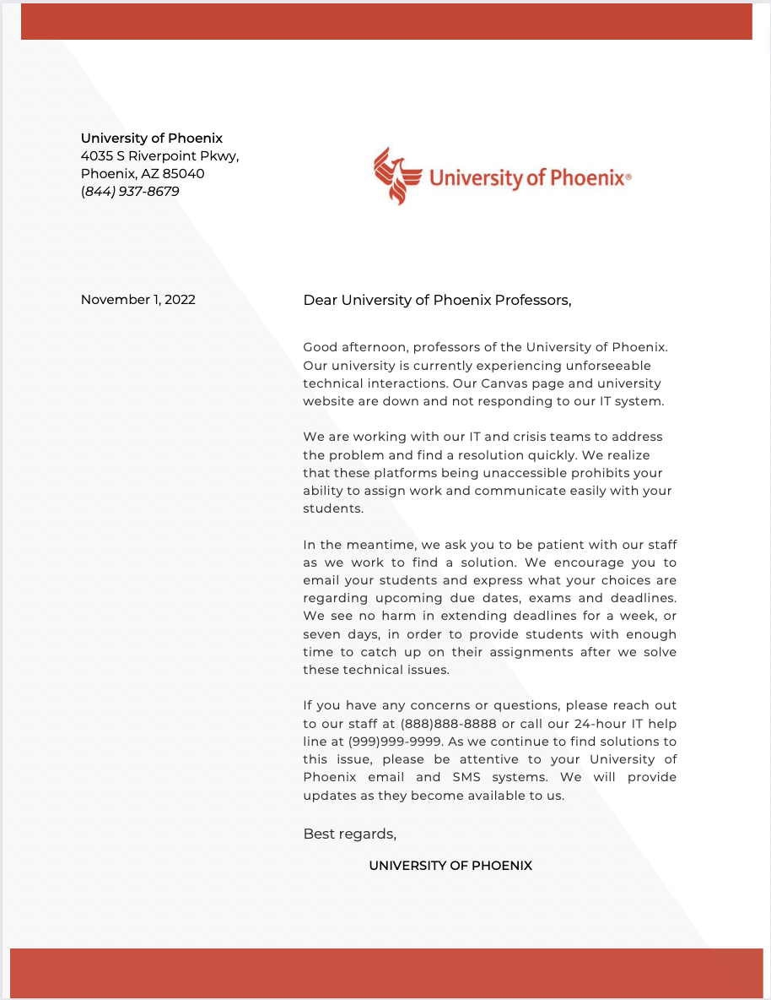 University of Phoenix
4035 S Riverpoint Pkwy,
Phoenix, AZ 85040
(844) 937-8679
University of Phoenix®
November 1, 2022
Dear University of Phoenix Professors,
Good afternoon, professors of the University of Phoenix.
Our university is currently experiencing unforseeable
technical interactions. Our Canvas page and university
website are down and not responding to our IT system.
We are working with our IT and crisis teams to address
the problem and find a resolution quickly. We realize
that these platforms being unaccessible prohibits your
ability to assign work and communicate easily with your
students.
In the meantime, we ask you to be patient with our staff
as we work to find a solution. We encourage you to
email your students and express what your choices are
regarding upcoming due dates, exams and deadlines.
We see no harm in extending deadlines for a week, or
seven days, in order to provide students with enough
time to catch up on their assignments after we solve
these technical issues.
If you have any concerns or questions, please reach out
to our staff at (888)888-8888 or call our 24-hour IT help
line at (999)999-9999. As we continue to find solutions to
this issue, please be attentive to your University of
Phoenix email and SMS systems. We will provide
updates as they become available to us.
Best regards,
UNIVERSITY OF PHOENIX